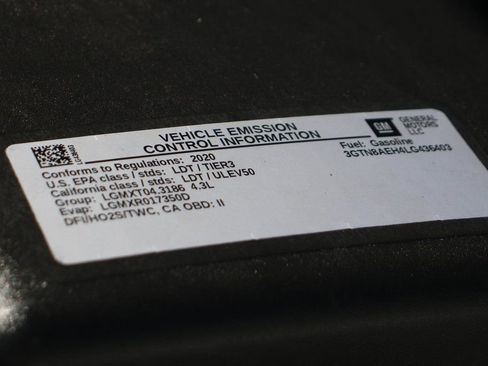 VEHICLE EMISSION
CONTROL INFORMATION
GM
GENERAL
MOTORS
LLC
Conforms to Regulations: 2020
U.S. EPA class / stds: LDT / TIER3
California class / stds: LDT / ULEV50
Group: LGMXT04.3186 4.3L
Evap: LGMXR017350D
DFI/HO2S/TWC, CA OBD: II
Fuel: Gasoline
3GTN8AEH4LG436403